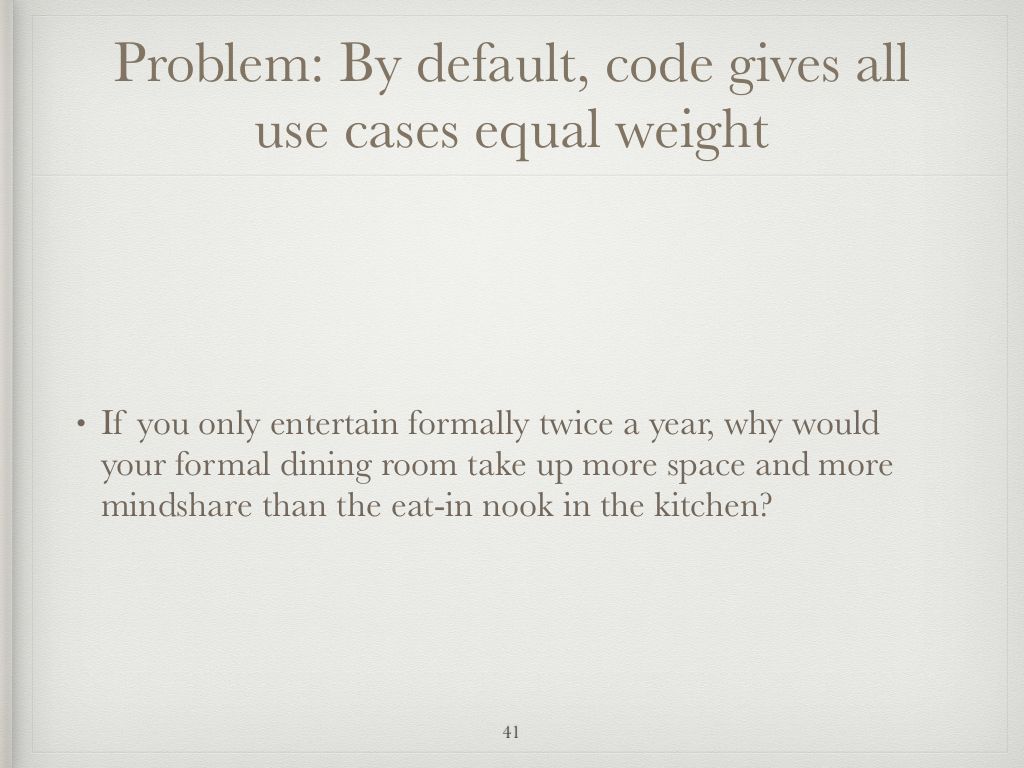 Problem: By default, code gives all
use cases equal weight
• If you only entertain formally twice a year, why would
your formal dining room take up more space and more
mindshare than the eat-in nook in the kitchen?
41